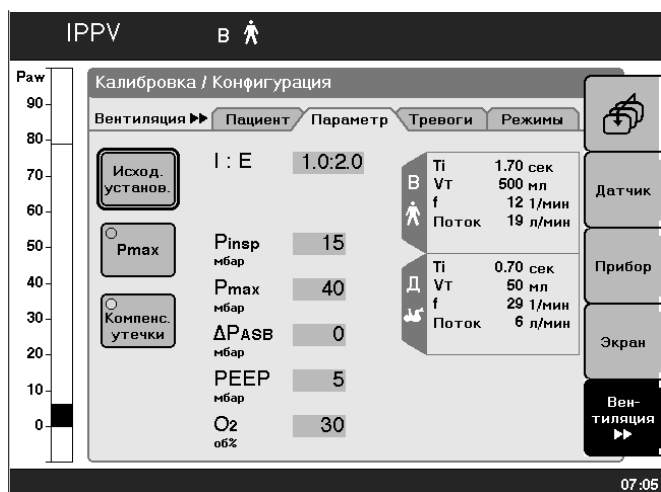 IPPV В
Paw
90
80
70
60
50
40
30
20
10
0
Калибровка / Конфигурация
Вентиляция Пациент Параметр Тревоги Режимы
Исход.
установ.
Pmax
Компенс.
утечки
I : E 1.0:2.0
Pinsp 15
мбар
Pmax 40
мбар
ΔPASB 0
мбар
PEEP 5
мбар
O2 30
об%
В
Ti 1.70 сек
VT 500 мл
f 12 1/мин
Поток 19 л/мин
Д
Ti 0.70 сек
VT 50 мл
f 29 1/мин
Поток 6 л/мин
Датчик
Прибор
Экран
Вен-
тиляция
07:05